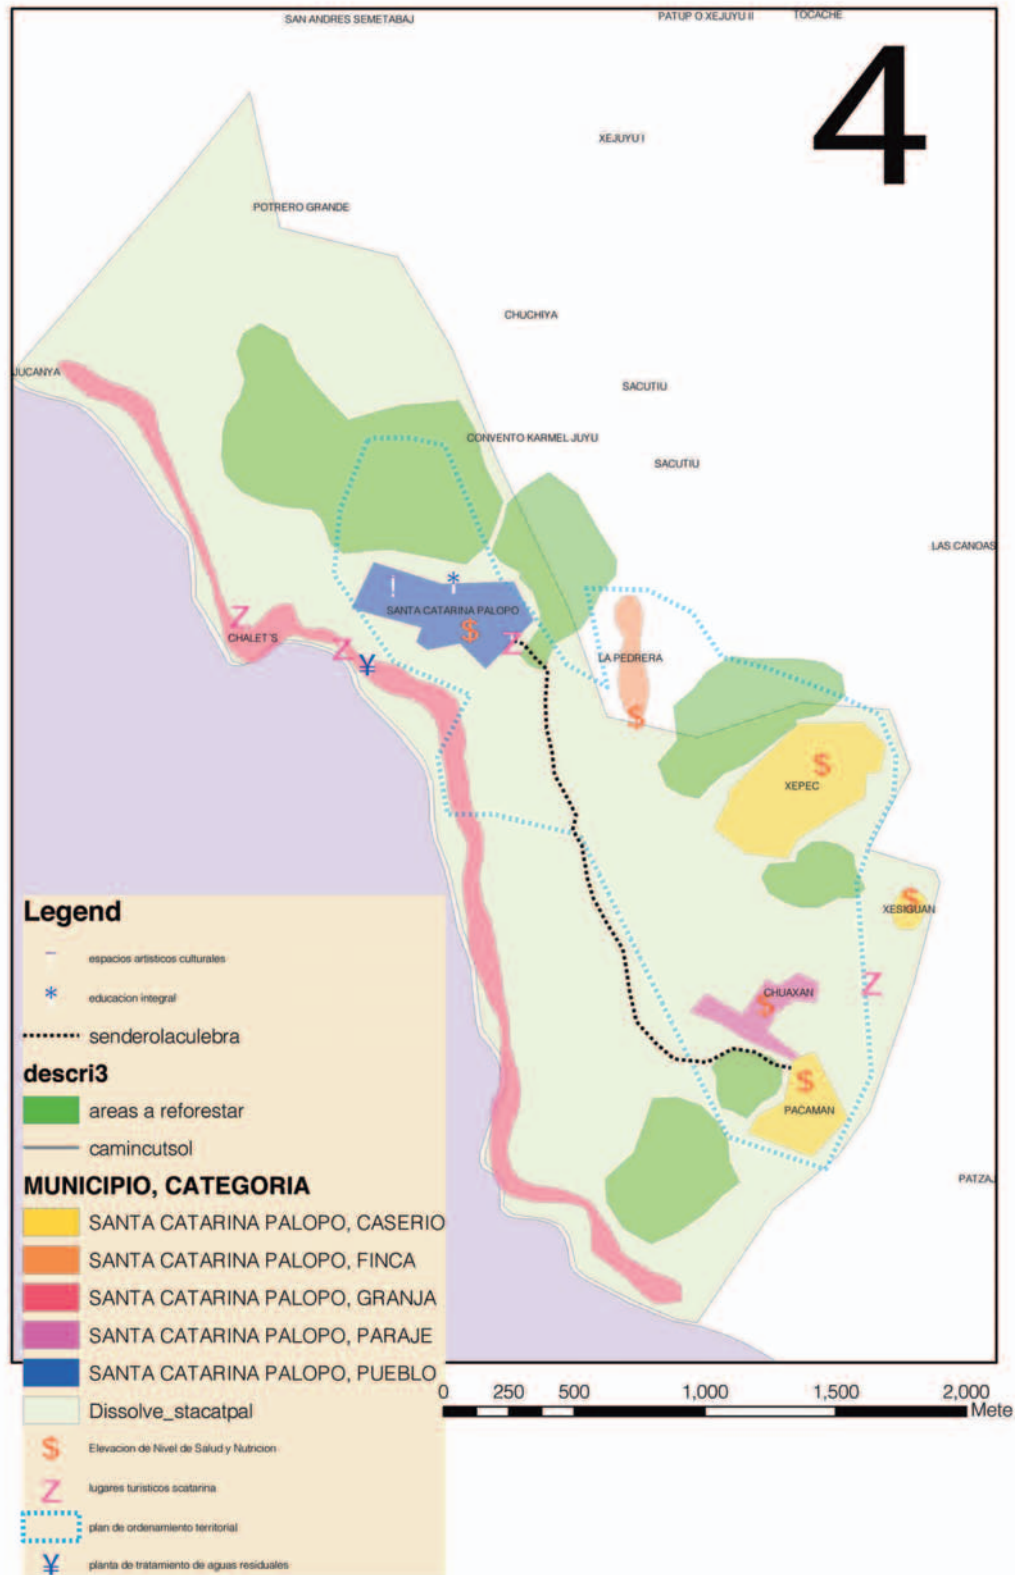 SAN ANDRES SEMETABAJ
PATUP O XEJUYU II
TOCACHE
4
XEJUYU I
POTRERO GRANDE
CHUCHIYA
JUCANYA
SACUTIU
CONVENTO KARMEL JUYU
SACUTIU
LAS CANOAS
SANTA CATARINA PALOPO
CHALET´S
LA PEDRERA
XEPEC
XESIGUAN
CHUAXAN
PACAMAN
PATZAJ
Legend
espacios artisticos culturales
educacion integral
senderolaculebra
descri3
areas a reforestar
camincutsol
MUNICIPIO, CATEGORIA
SANTA CATARINA PALOPO, CASERIO
SANTA CATARINA PALOPO, FINCA
SANTA CATARINA PALOPO, GRANJA
SANTA CATARINA PALOPO, PARAJE
SANTA CATARINA PALOPO, PUEBLO
Dissolve_stacatpal
Elevacion de Nivel de Salud y Nutricion
lugares turisticos scatarina
plan de ordenamiento territorial
planta de tratamiento de aguas residuales
0 250 500 1,000 1,500 2,000
Mete